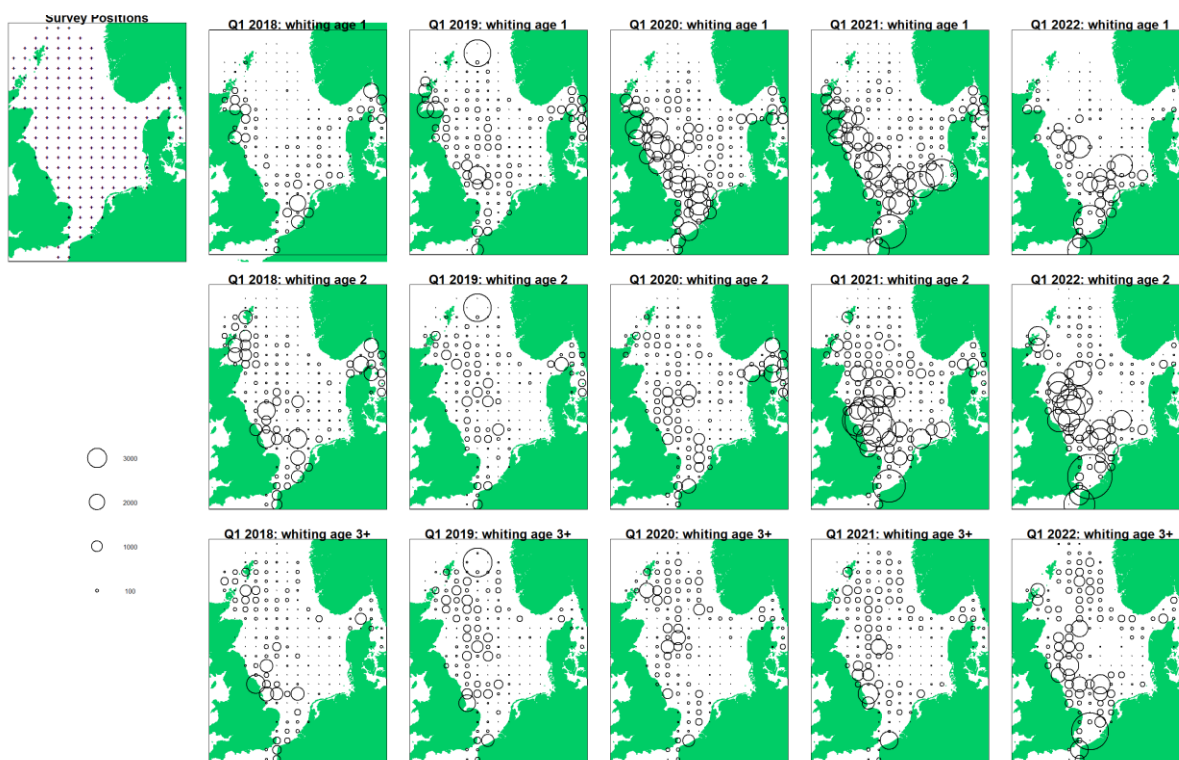 Survey Positions
Q1 2018: whiting age 1
Q1 2019: whiting age 1
Q1 2020: whiting age 1
Q1 2021: whiting age 1
Q1 2022: whiting age 1
Q1 2018: whiting age 2
Q1 2019: whiting age 2
Q1 2020: whiting age 2
Q1 2021: whiting age 2
Q1 2022: whiting age 2
3000
2000
1000
100
Q1 2018: whiting age 3+
Q1 2019: whiting age 3+
Q1 2020: whiting age 3+
Q1 2021: whiting age 3+
Q1 2022: whiting age 3+